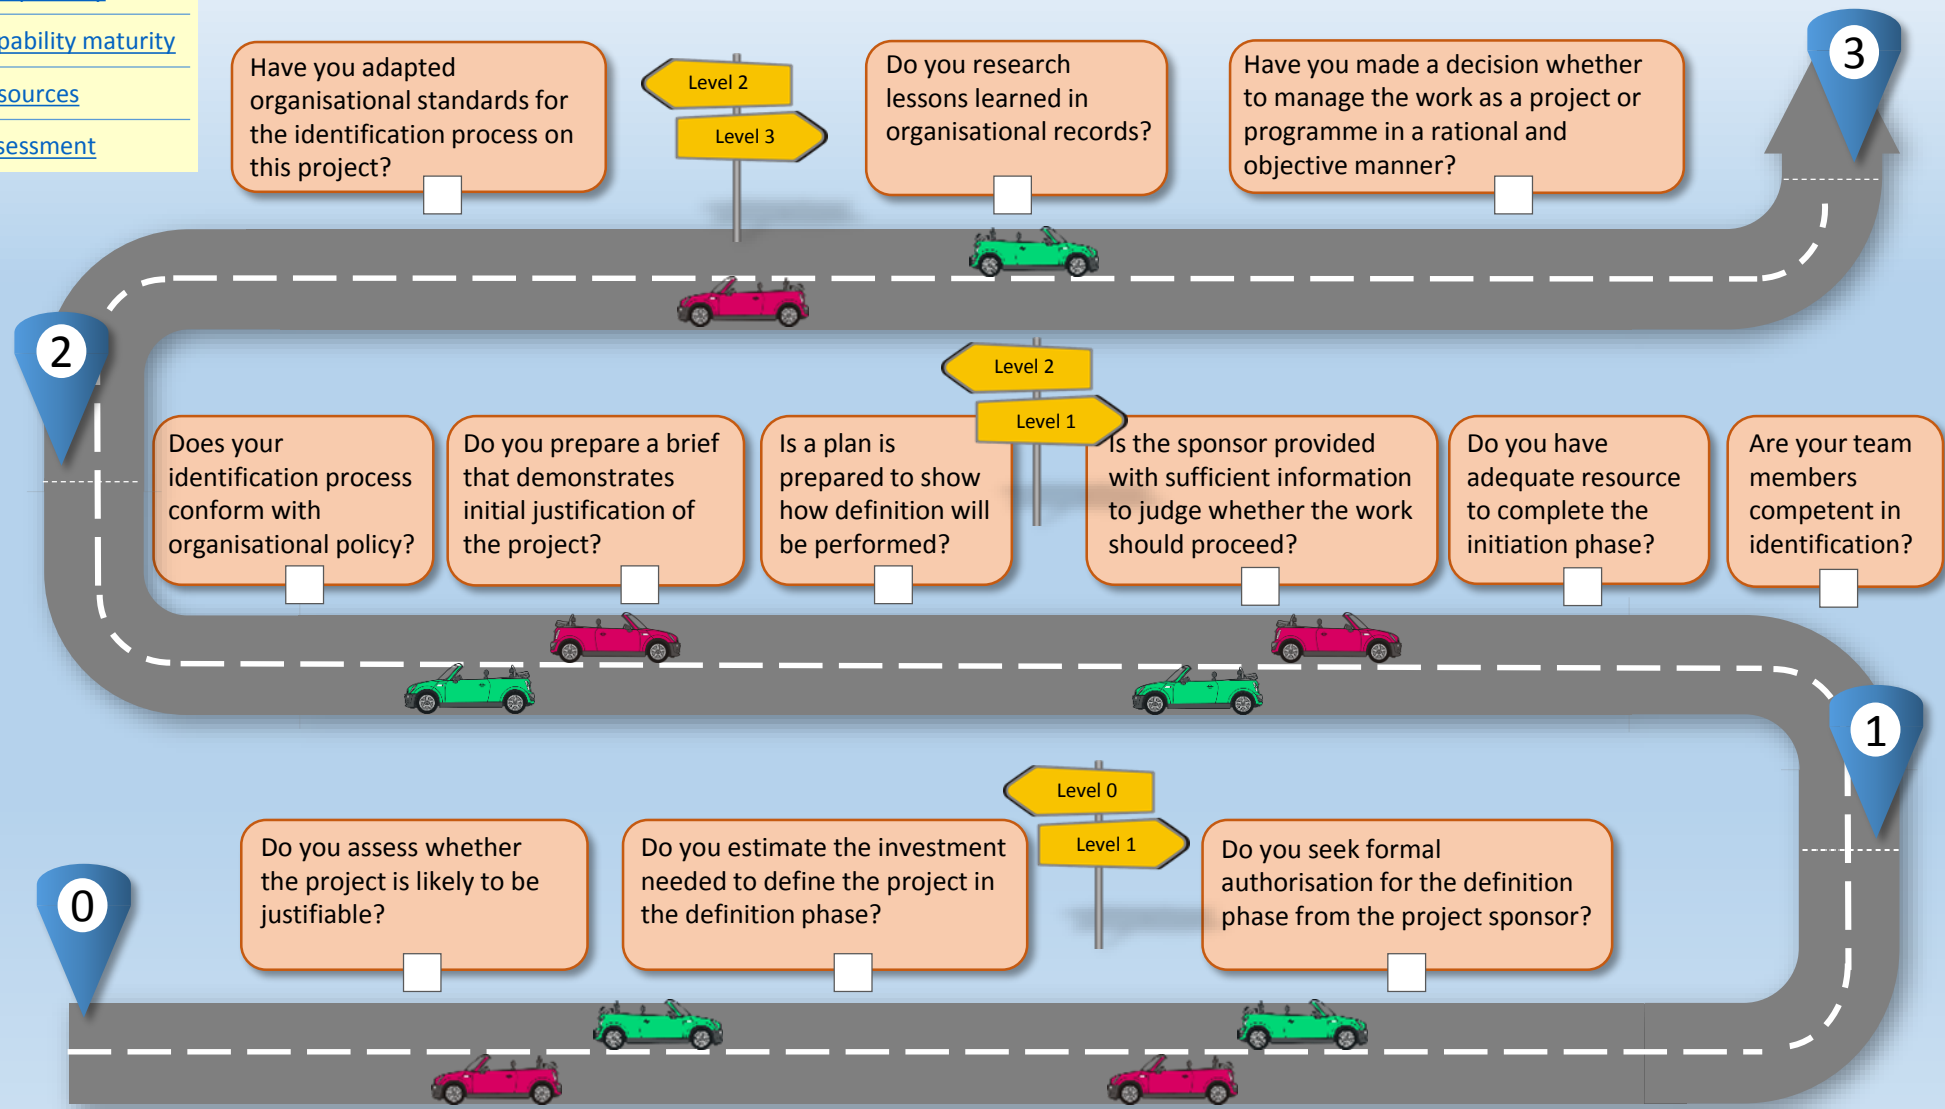 pability maturity
sources
sessment
Have you adapted
organisational standards for
the identification process on
this project?
Level 2
Level 3
Do you research
lessons learned in
organisational records?
Have you made a decision whether
to manage the work as a project or
programme in a rational and
objective manner?
3
2
Level 2
Level 1
Does your
identification process
conform with
organisational policy?
Do you prepare a brief
that demonstrates
initial justification of
the project?
Is a plan is
prepared to show
how definition will
be performed?
Is the sponsor provided
with sufficient information
to judge whether the work
should proceed?
Do you have
adequate resource
to complete the
initiation phase?
Are your team
members
competent in
identification?
1
Level 0
Level 1
0
Do you assess whether
the project is likely to be
justifiable?
Do you estimate the investment
needed to define the project in
the definition phase?
Do you seek formal
authorisation for the definition
phase from the project sponsor?